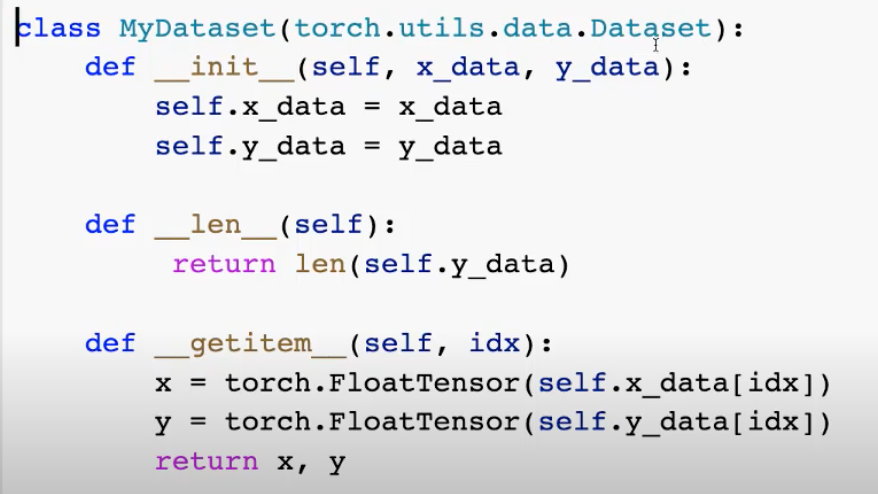 class MyDataset(torch.utils.data.Dataset):
    def __init__(self, x_data, y_data):
        self.x_data = x_data
        self.y_data = y_data

    def __len__(self):
         return len(self.y_data)

    def __getitem__(self, idx):
        x = torch.FloatTensor(self.x_data[idx])
        y = torch.FloatTensor(self.y_data[idx])
        return x, y